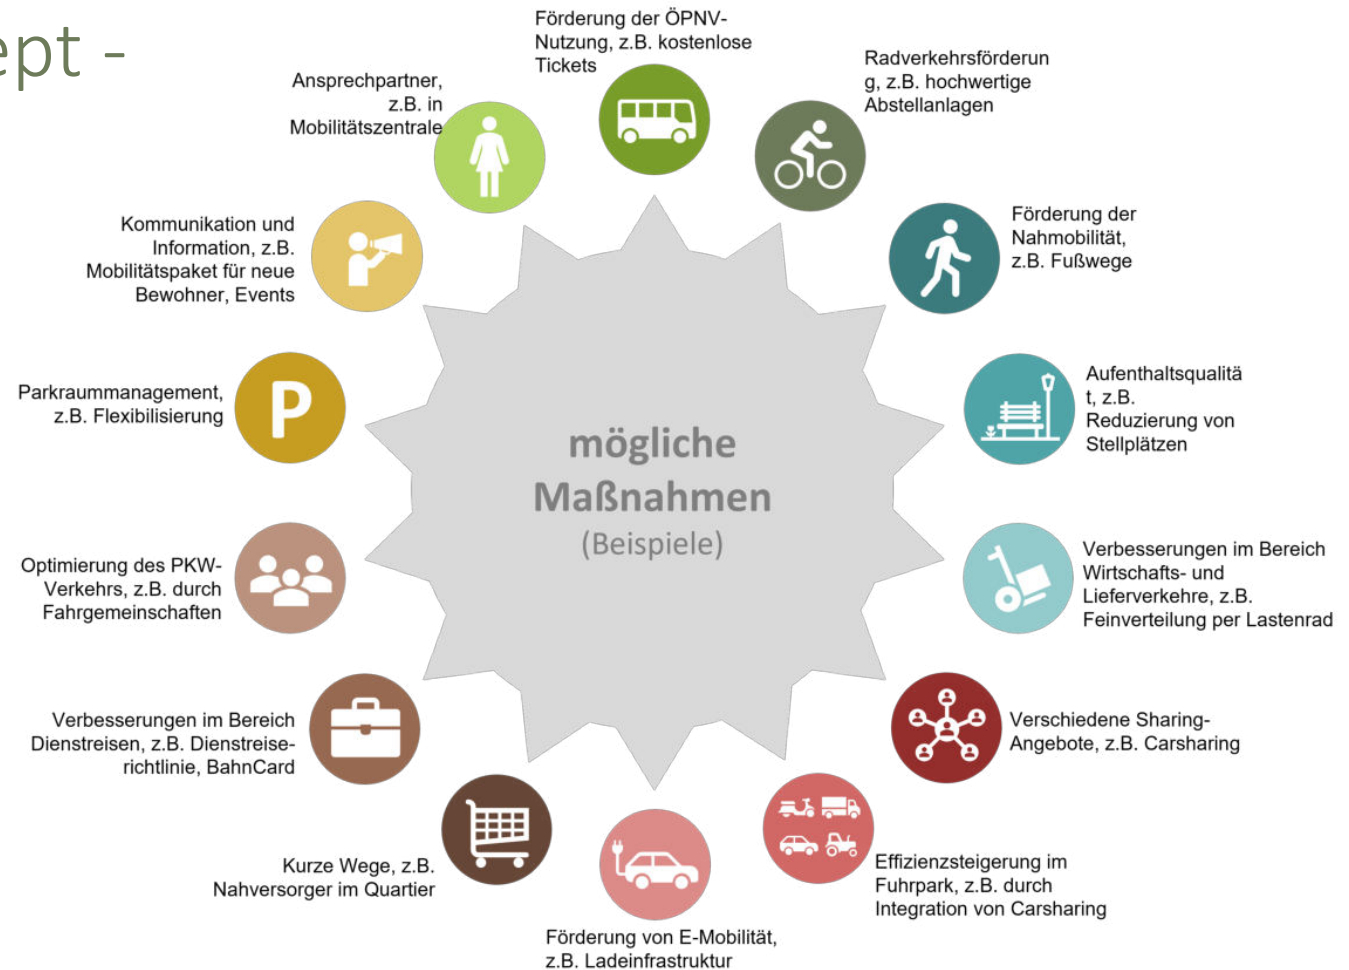 ept -
Förderung der ÖPNV-
Nutzung, z.B. kostenlose
Tickets
Radverkehrsförderun
g, z.B. hochwertige
Abstellanlagen
Förderung der
Nahmobilität,
z.B. Fußwege
Aufenthaltsqualitä
t, z.B.
Reduzierung von
Stellplätzen
Verbesserungen im Bereich
Wirtschafts- und
Lieferverkehre, z.B.
Feinverteilung per Lastenrad
Verschiedene Sharing-
Angebote, z.B. Carsharing
Effizienzsteigerung im
Fuhrpark, z.B. durch
Integration von Carsharing
Förderung von E-Mobilität,
z.B. Ladeinfrastruktur
Kurze Wege, z.B.
Nahversorger im Quartier
Verbesserungen im Bereich
Dienstreisen, z.B. Dienstreise-
richtlinie, BahnCard
Optimierung des PKW-
Verkehrs, z.B. durch
Fahrgemeinschaften
Parkraummanagement,
z.B. Flexibilisierung
P
Kommunikation und
Information, z.B.
Mobilitätspaket für neue
Bewohner, Events
Ansprechpartner,
z.B. in
Mobilitätszentrale
mögliche
Maßnahmen
(Beispiele)